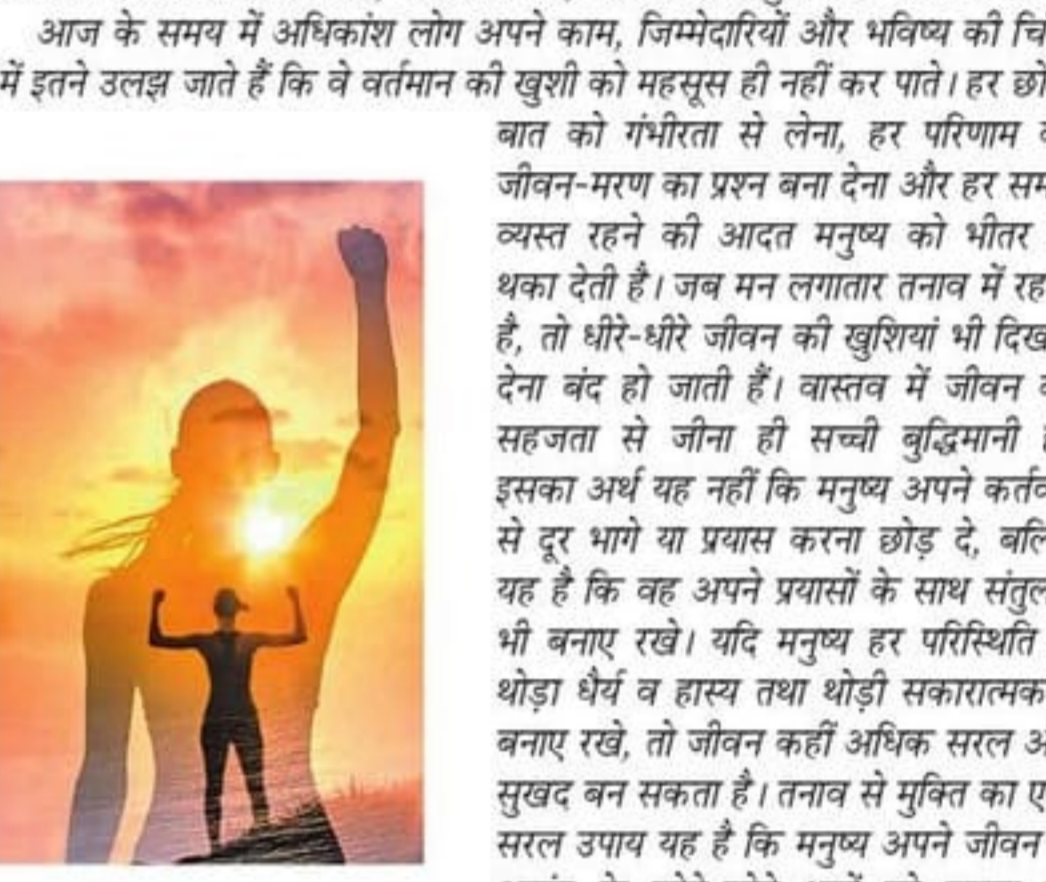 आज के समय में अधिकांश लोग अपने काम, जिम्मेदारियों और भविष्य की
में इतने उलझ जाते हैं कि वे वर्तमान की खुशी को महसूस ही नहीं कर पाते। हर
बात को गंभीरता से लेना, हर परिणाम
जीवन-मरण का प्रश्न बना देना और हर
व्यस्त रहने की आदत मनुष्य को भीतर
थका देती है। जब मन लगातार तनाव में
है, तो धीरे-धीरे जीवन की खुशियां भी
देना बंद हो जाती हैं। वास्तव में जीवन
सहजता से जीना ही सच्ची बुद्धिमानी
इसका अर्थ यह नहीं कि मनुष्य अपने
से दूर भागे या प्रयास करना छोड़ दे,
यह है कि वह अपने प्रयासों के साथ
भी बनाए रखे। यदि मनुष्य हर परिस्थिति
थोड़ा धैर्य व हास्य तथा थोड़ी
बनाए रखे, तो जीवन कहीं अधिक सरल
सुखद बन सकता है। तनाव से मुक्ति का
सरल उपाय यह है कि मनुष्य अपने जीवन